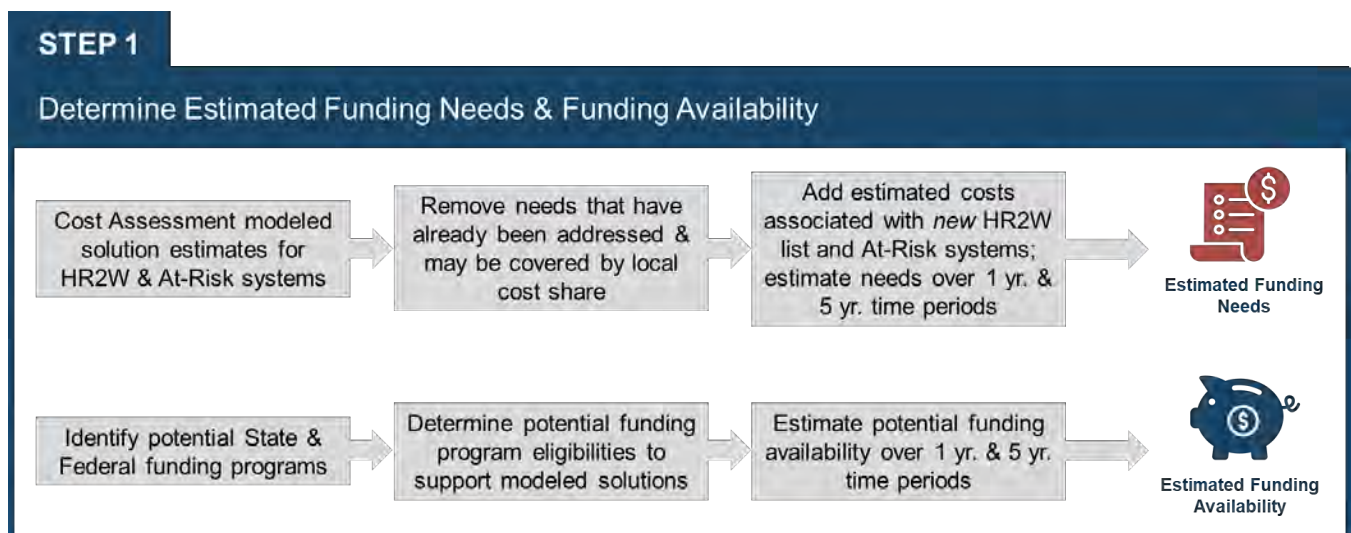 STEP 1
Determine Estimated Funding Needs & Funding Availability
Cost Assessment modeled
solution estimates for
HR2W & At-Risk systems
Remove needs that have
already been addressed &
may be covered by local
cost share
Add estimated costs
associated with new HR2W
list and At-Risk systems;
estimate needs over 1 yr. &
5 yr. time periods
$
Estimated Funding
Needs
Identify potential State &
Federal funding programs
Determine potential funding
program eligibilities to
support modeled solutions
Estimate potential funding
availability over 1 yr. & 5 yr.
time periods
$
Estimated Funding
Availability